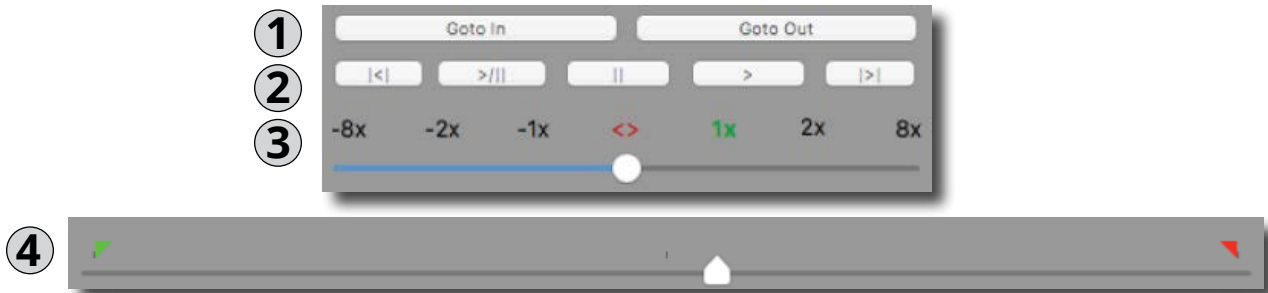 1 Goto In Goto Out
2 |<| >/|| || > |>|
3 -8x -2x -1x <> 1x 2x 8x
4